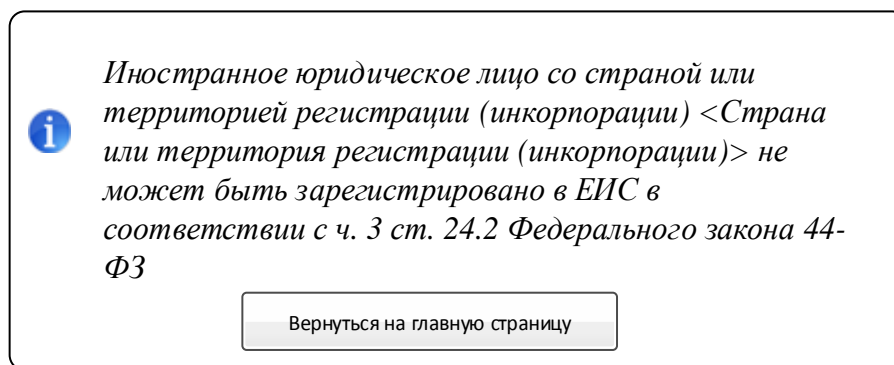 Иностранное юридическое лицо со страной или
территорией регистрации (инкорпорации) <Страна
или территория регистрации (инкорпорации)> не
может быть зарегистрировано в ЕИС в
соответствии с ч. 3 ст. 24.2 Федерального закона 44-
ФЗ
Вернуться на главную страницу